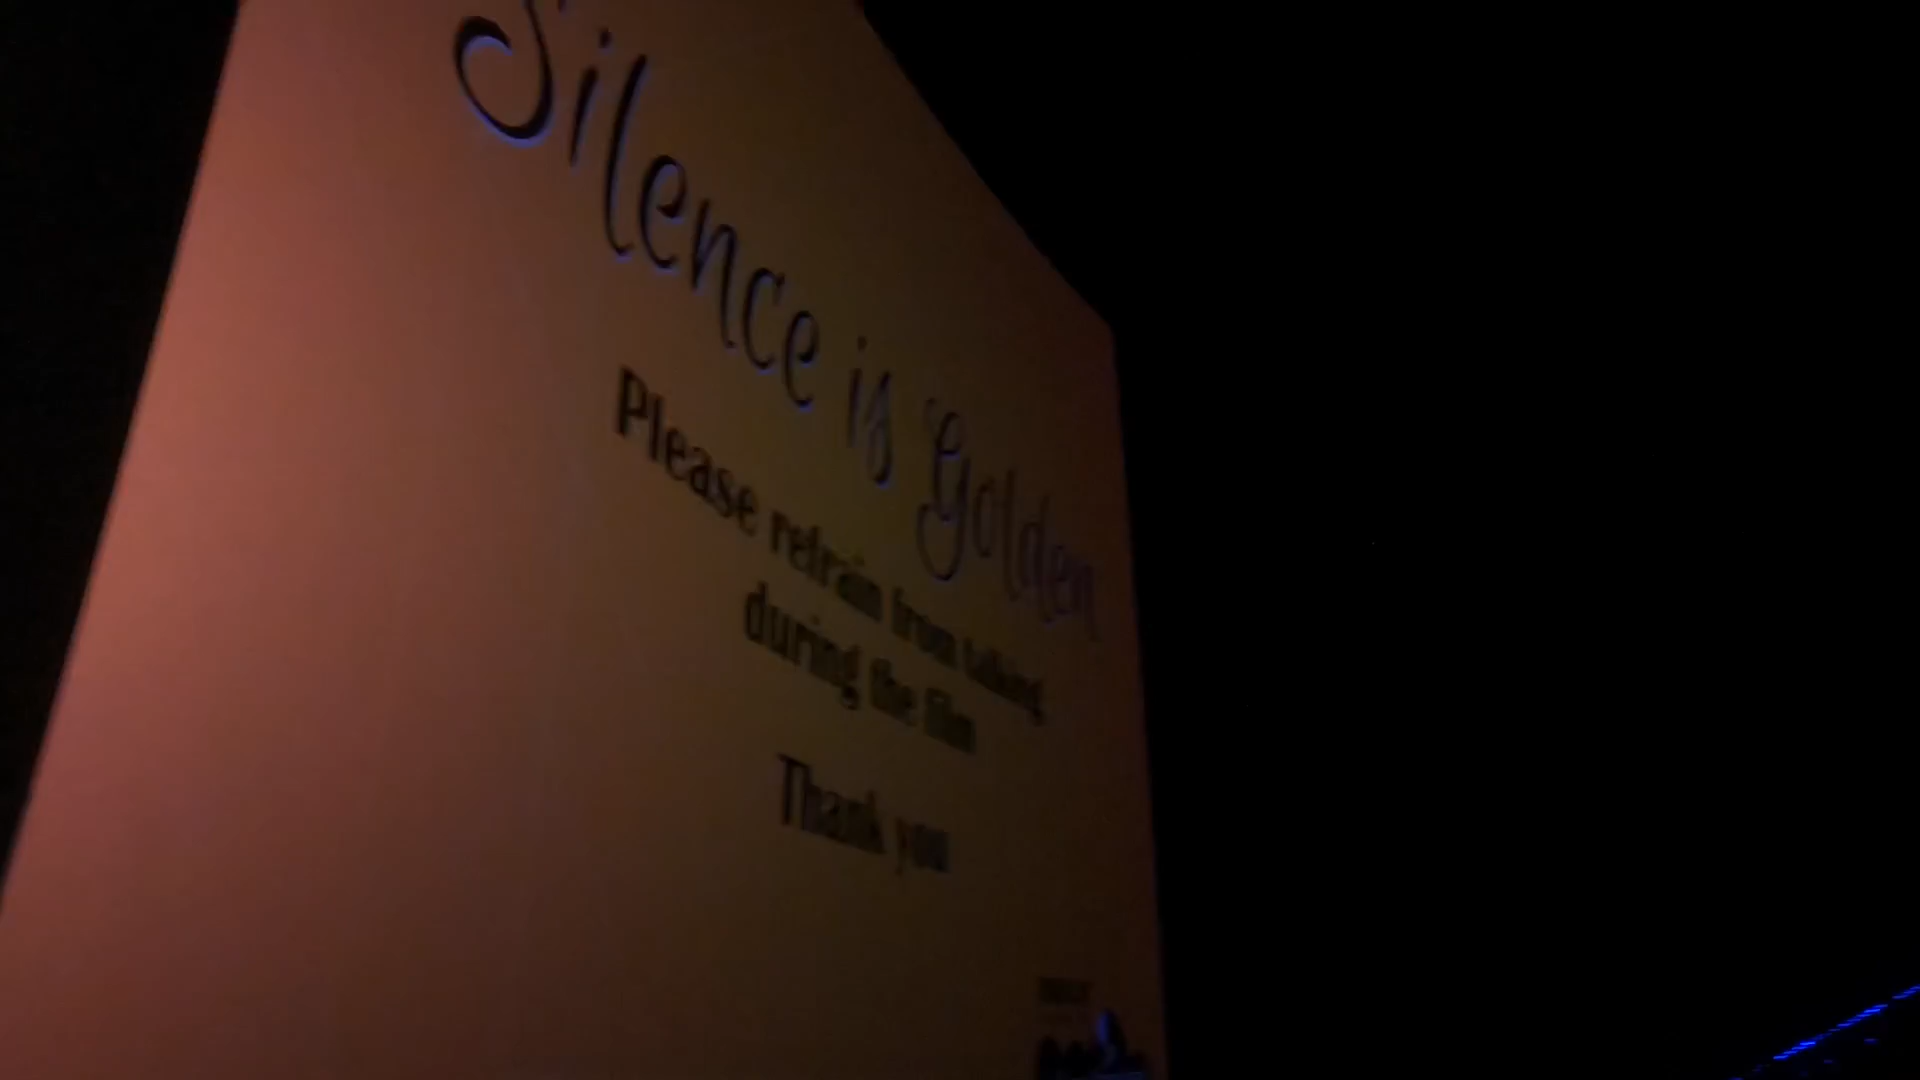 Silence is Golden
Please refrain from talking
during the film
Thank you